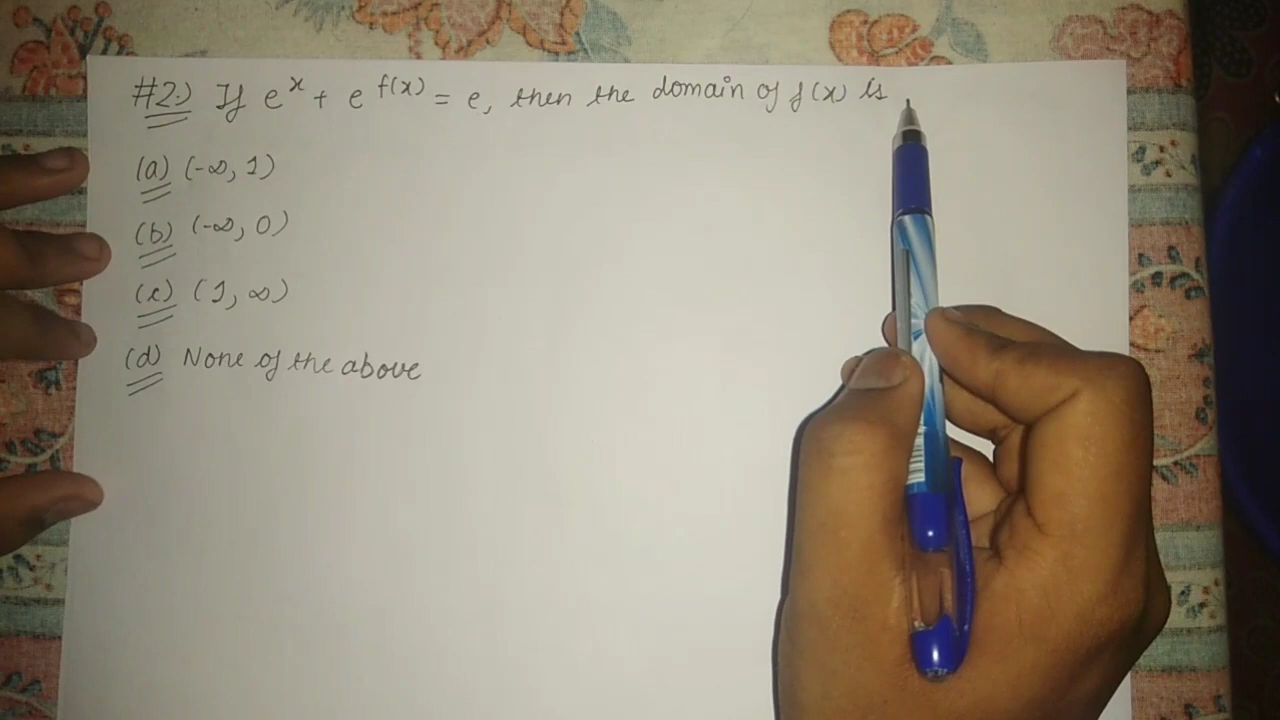 #2.) If e^x + e^f(x) = e, then the domain of f(x) is
(a) (-∞, 1)
(b) (-∞, 0)
(c) (1, ∞)
(d) None of the above